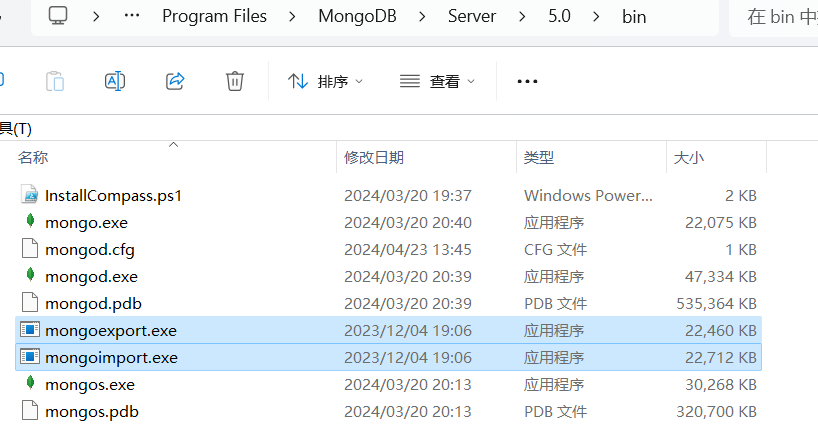 … Program Files MongoDB Server 5.0 bin 在 bin 中
排序 查看
具(T)
名称 修改日期 类型 大小
InstallCompass.ps1 2024/03/20 19:37 Windows Power... 2 KB
mongo.exe 2024/03/20 20:40 应用程序 22,075 KB
mongod.cfg 2024/04/23 13:45 CFG 文件 1 KB
mongod.exe 2024/03/20 20:39 应用程序 47,334 KB
mongod.pdb 2024/03/20 20:39 PDB 文件 535,364 KB
mongoexport.exe 2023/12/04 19:06 应用程序 22,460 KB
mongoimport.exe 2023/12/04 19:06 应用程序 22,712 KB
mongos.exe 2024/03/20 20:13 应用程序 30,268 KB
mongos.pdb 2024/03/20 20:13 PDB 文件 320,700 KB